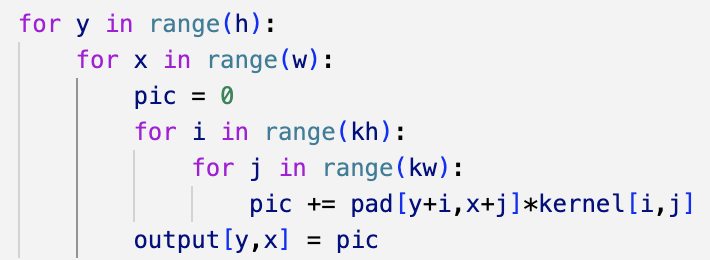 for y in range(h):
    for x in range(w):
        pic = 0
        for i in range(kh):
            for j in range(kw):
                pic += pad[y+i,x+j]*kernel[i,j]
        output[y,x] = pic